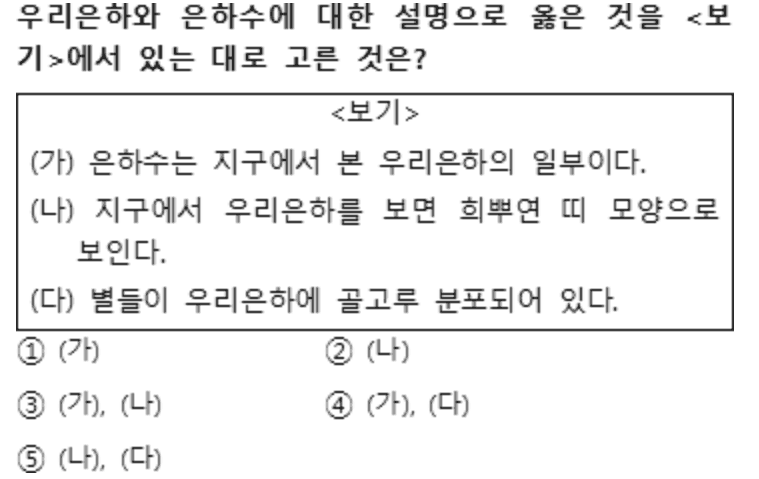 우리은하와 은하수에 대한 설명으로 옳은 것을 <보
기>에서 있는 대로 고른 것은?
<보기>
(가) 은하수는 지구에서 본 우리은하의 일부이다.
(나) 지구에서 우리은하를 보면 희뿌연 띠 모양으로
보인다.
(다) 별들이 우리은하에 골고루 분포되어 있다.
① (가) ② (나)
③ (가), (나) ④ (가), (다)
⑤ (나), (다)